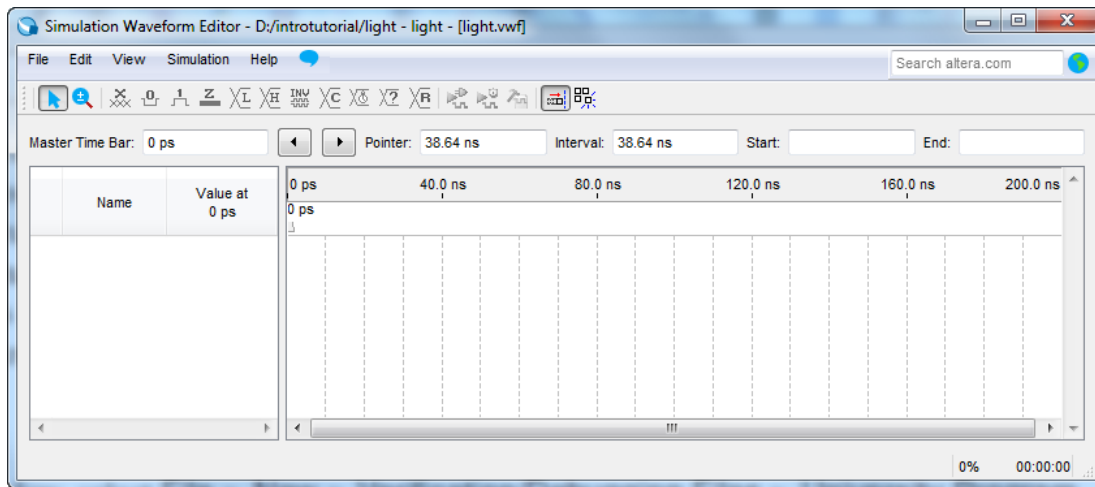 Simulation Waveform Editor - D:/introtutorial/light - light - [light.vwf]
File Edit View Simulation Help
Search altera.com
Master Time Bar: 0 ps Pointer: 38.64 ns Interval: 38.64 ns Start: End:
Name Value at 0 ps
0 ps 40.0 ns 80.0 ns 120.0 ns 160.0 ns 200.0 ns
0 ps
0% 00:00:00